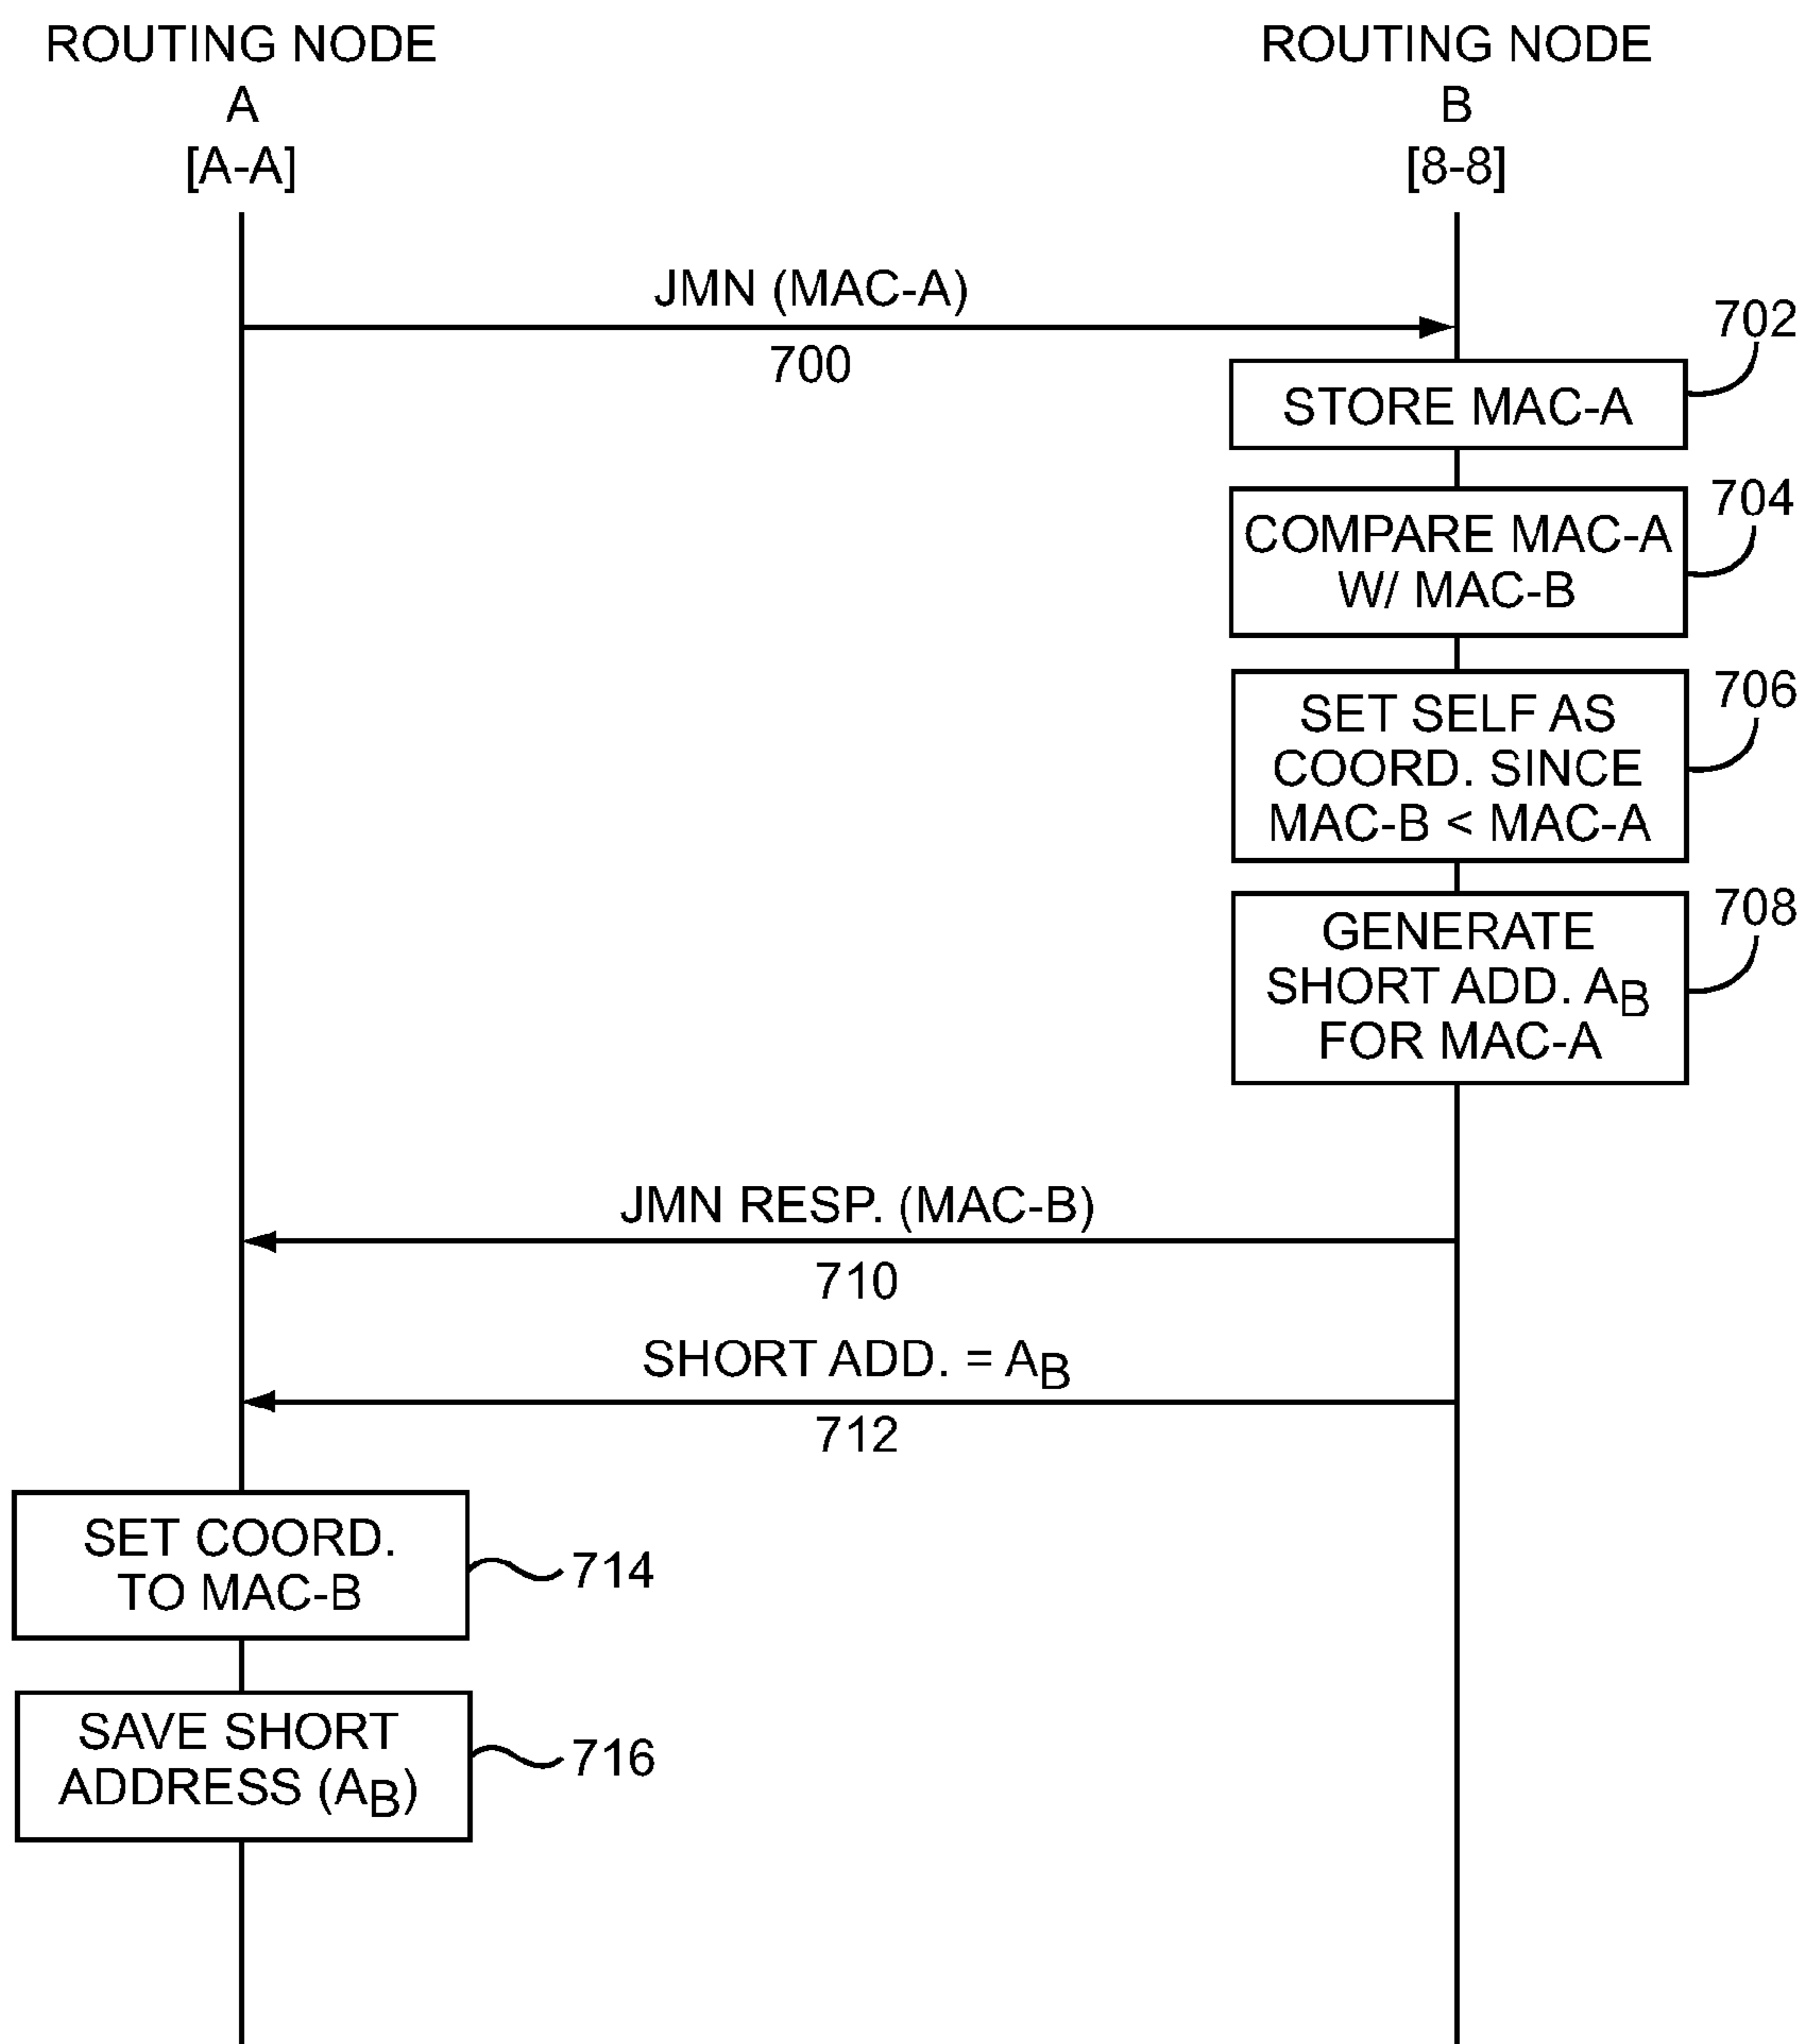 ROUTING NODE
A
[A-A]
ROUTING NODE
B
[8-8]
JMN (MAC-A)
700
702
STORE MAC-A
704
COMPARE MAC-A
W/ MAC-B
706
SET SELF AS
COORD. SINCE
MAC-B < MAC-A
708
GENERATE
SHORT ADD. AB
FOR MAC-A
JMN RESP. (MAC-B)
710
SHORT ADD. = AB
712
SET COORD.
TO MAC-B
714
SAVE SHORT
ADDRESS (AB)
716